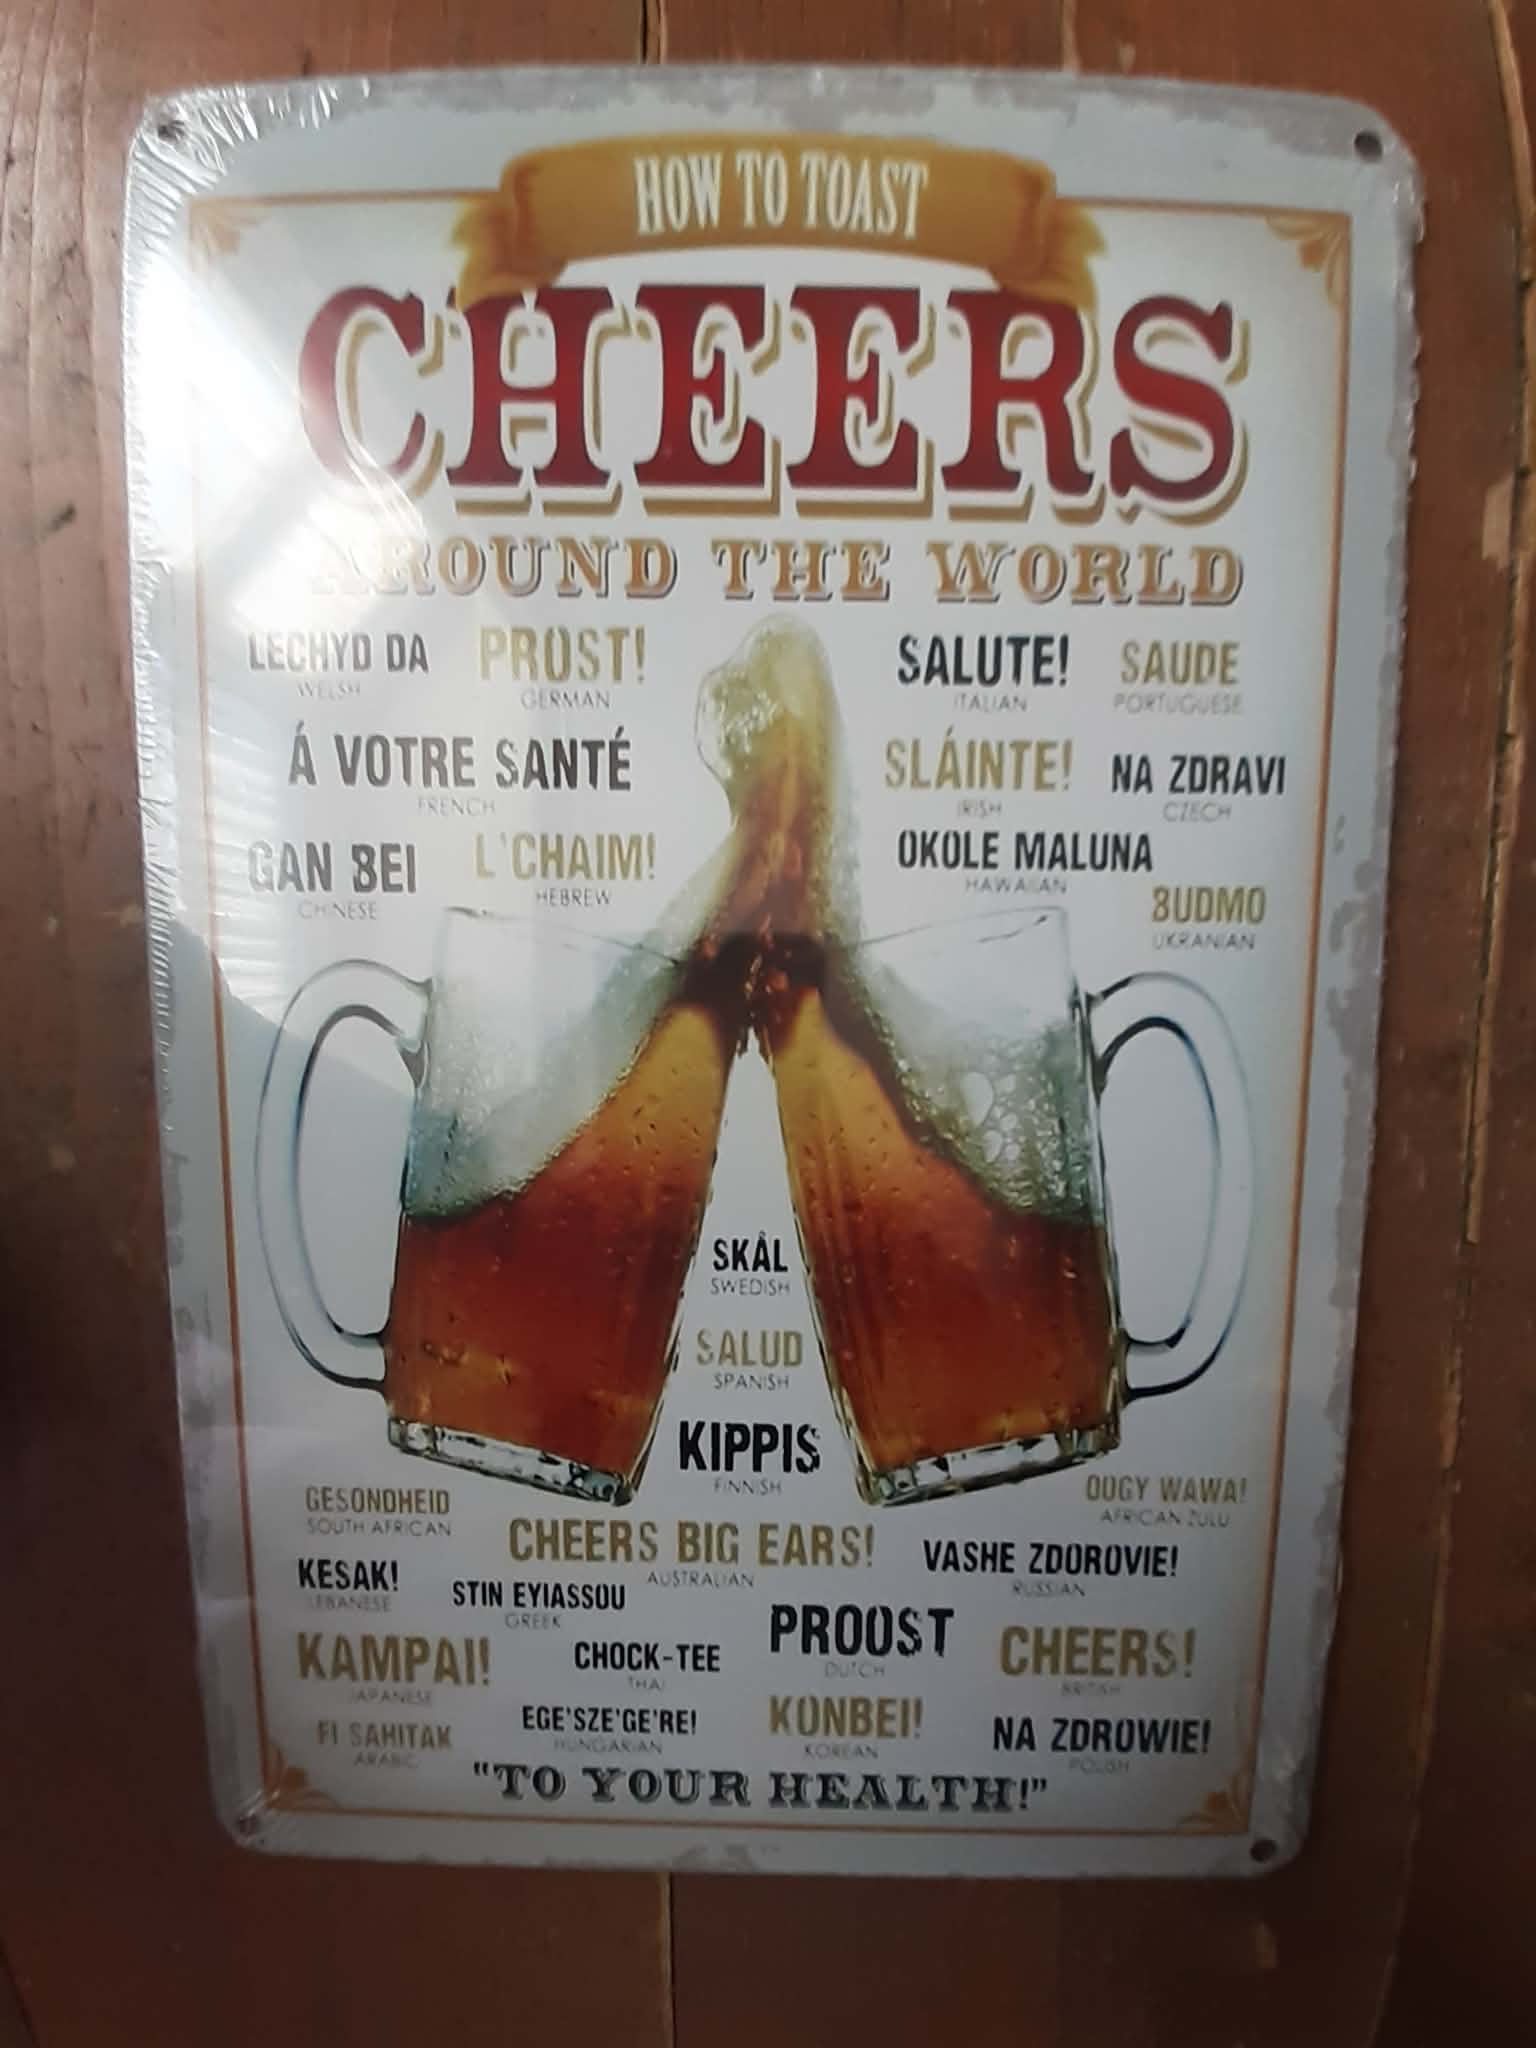 HOW TO TOAST
CHEERS
AROUND THE WORLD
LECHYD DA
WELSH
PROST!
GERMAN
SALUTE!
ITALIAN
SAUDE
PORTUGUESE
Á VOTRE SANTÉ
FRENCH
SLÁINTE!
IRISH
NA ZDRAVI
CZECH
GAN BEI
CHINESE
L'CHAIM!
HEBREW
OKOLE MALUNA
HAWAIIAN
BUDMO
UKRANIAN
SKÅL
SWEDISH
SALUD
SPANISH
KIPPIS
FINNISH
GESONDHEID
SOUTH AFRICAN
OOGY WAWA!
AFRICAN ZULU
CHEERS BIG EARS!
AUSTRALIAN
VASHE ZDOROVIE!
RUSSIAN
KESAK!
LEBANESE
STIN EYIASSOU
GREEK
PROOST
DUTCH
CHEERS!
BRITISH
KAMPAI!
JAPANESE
CHOCK-TEE
THAI
FI SAHITAK
ARABIC
EGE'SZE'GE'RE!
HUNGARIAN
KONBEI!
KOREAN
NA ZDROWIE!
POLISH
"TO YOUR HEALTH!"